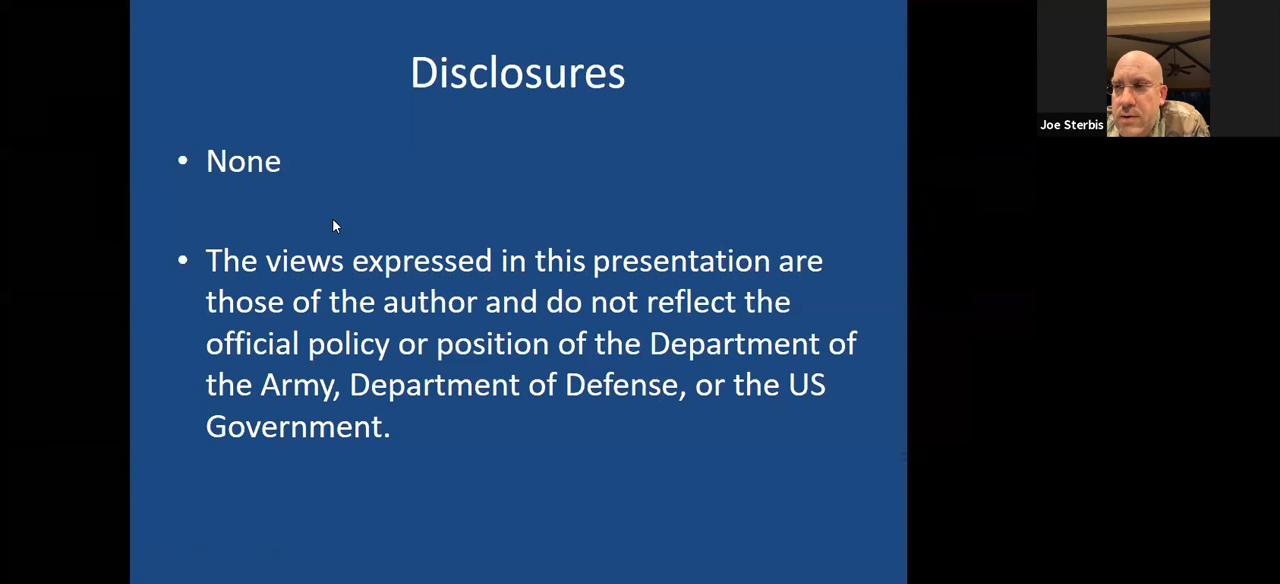 Disclosures
• None
• The views expressed in this presentation are
those of the author and do not reflect the
official policy or position of the Department of
the Army, Department of Defense, or the US
Government.
Joe Sterbis